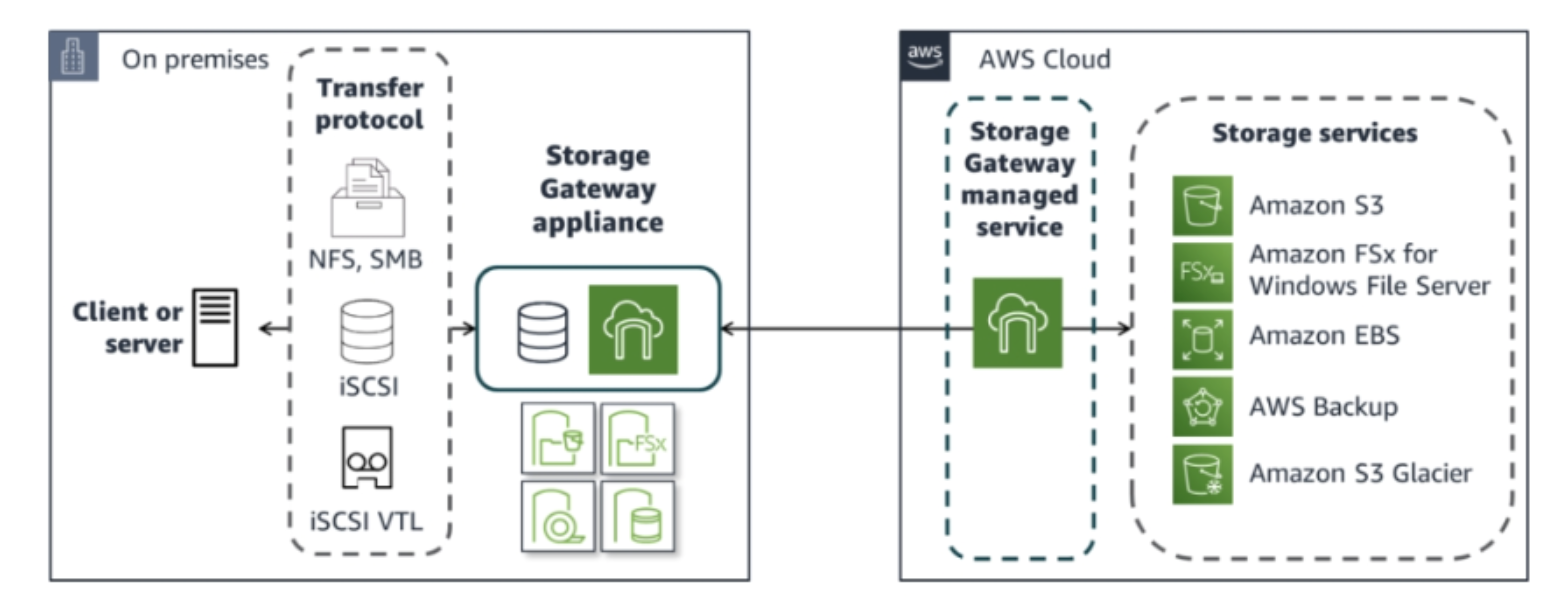 On premises
Transfer
protocol
NFS, SMB
iSCSI
iSCSI VTL
Client or
server
Storage
Gateway
appliance
FSx
aws
AWS Cloud
Storage
Gateway
managed
service
Storage services
Amazon S3
FSx
Amazon FSx for
Windows File Server
Amazon EBS
AWS Backup
Amazon S3 Glacier